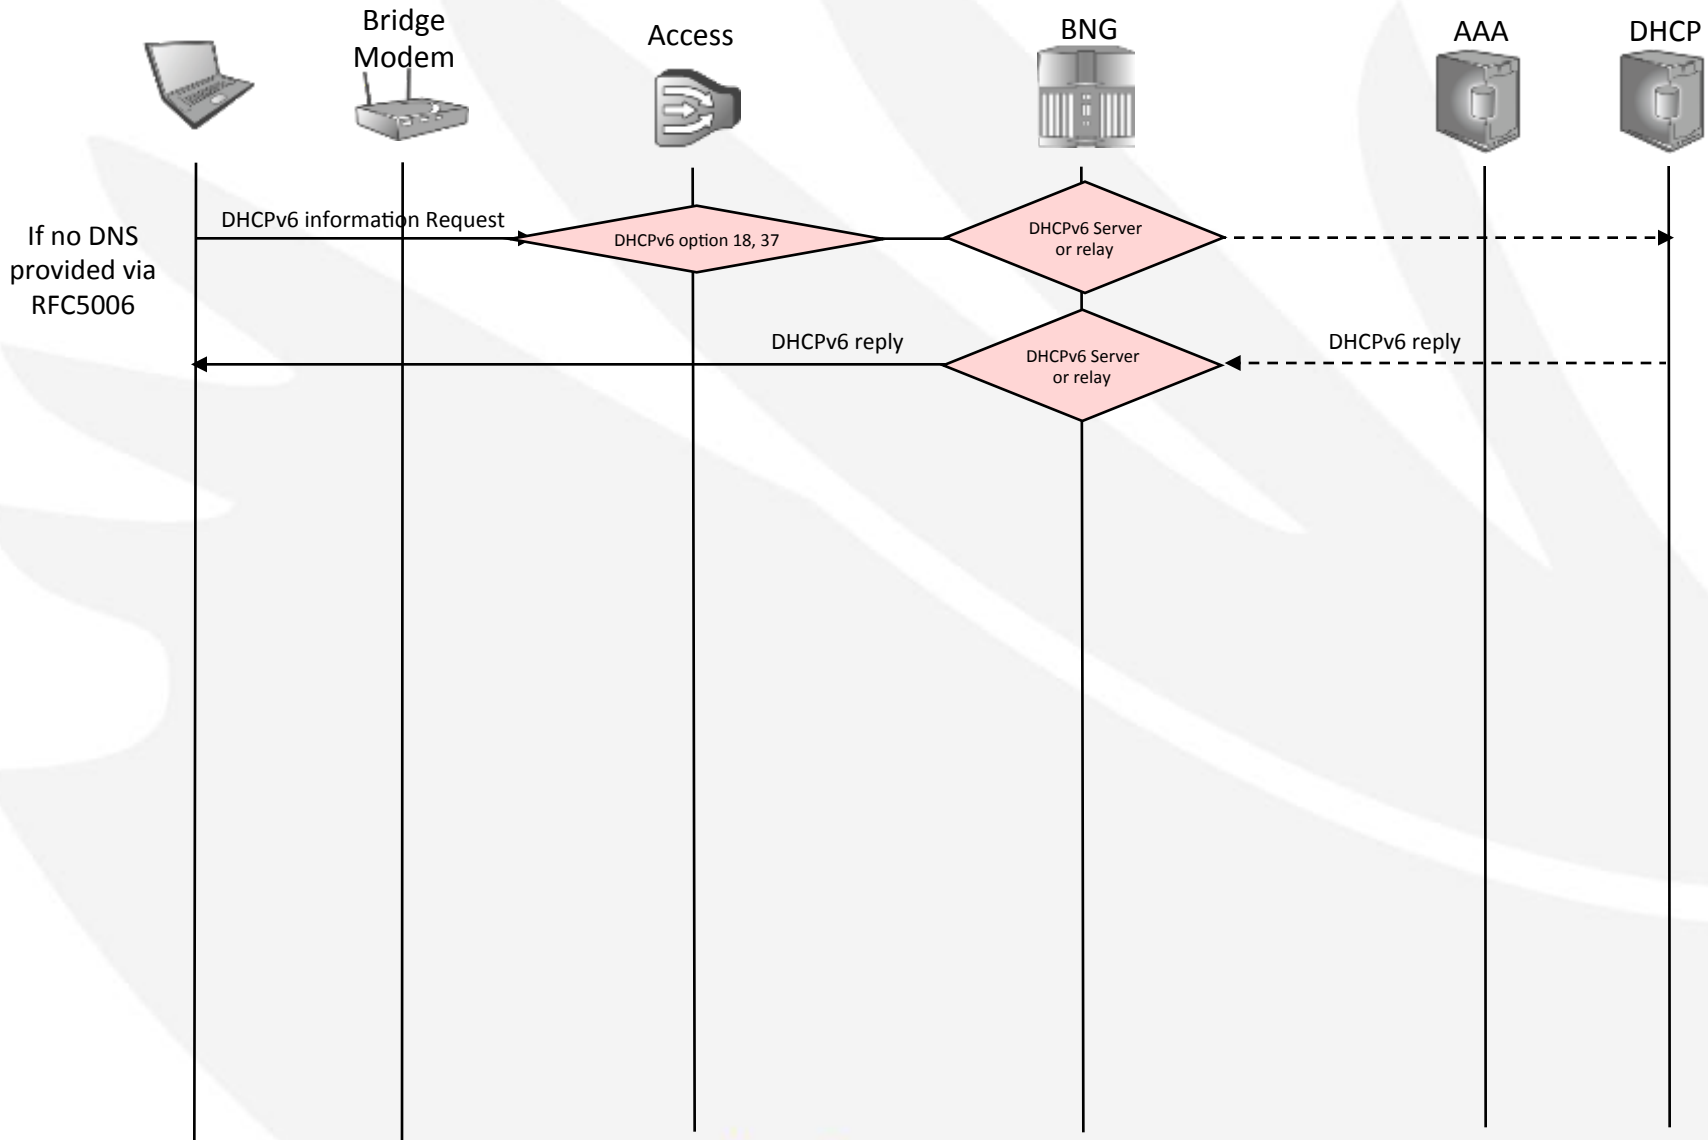 Bridge
Modem
Access
BNG
AAA
DHCP
If no DNS
provided via
RFC5006
DHCPv6 information Request
DHCPv6 option 18, 37
DHCPv6 Server
or relay
DHCPv6 reply
DHCPv6 Server
or relay
DHCPv6 reply